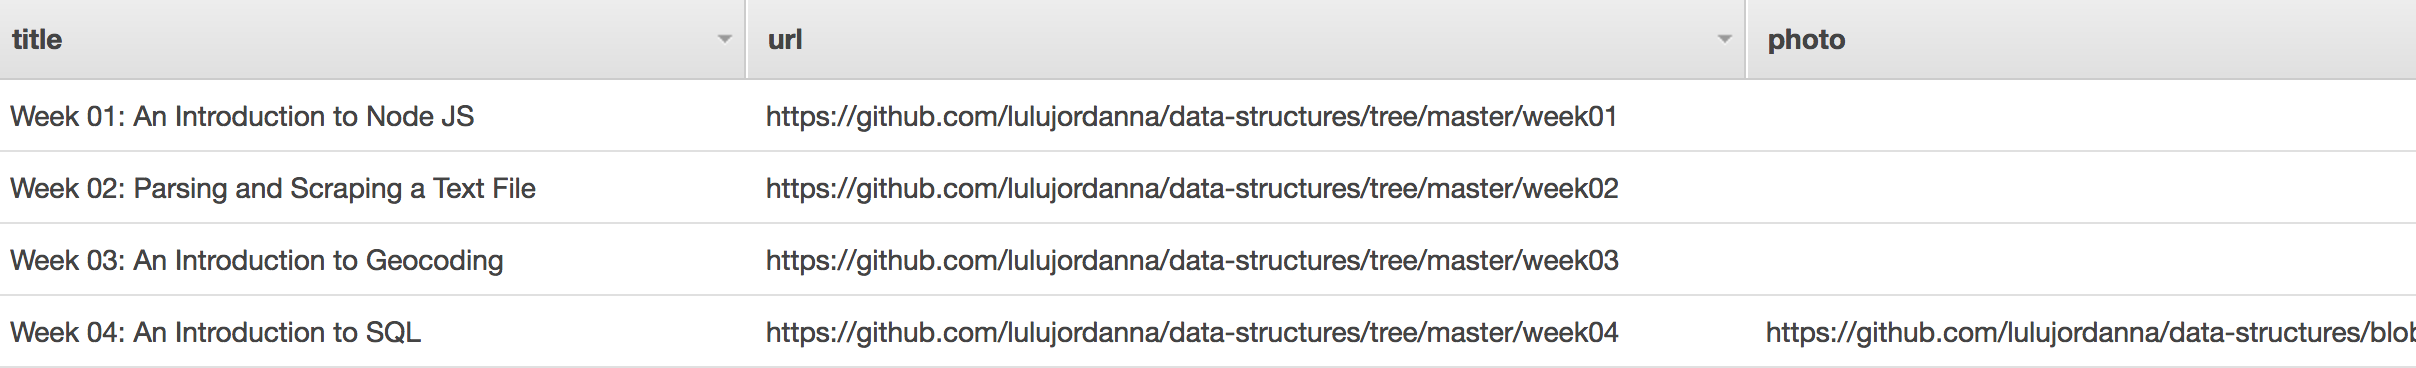 title url photo
Week 01: An Introduction to Node JS https://github.com/lulujordanna/data-structures/tree/master/week01
Week 02: Parsing and Scraping a Text File https://github.com/lulujordanna/data-structures/tree/master/week02
Week 03: An Introduction to Geocoding https://github.com/lulujordanna/data-structures/tree/master/week03
Week 04: An Introduction to SQL https://github.com/lulujordanna/data-structures/tree/master/week04 https://github.com/lulujordanna/data-structures/blob